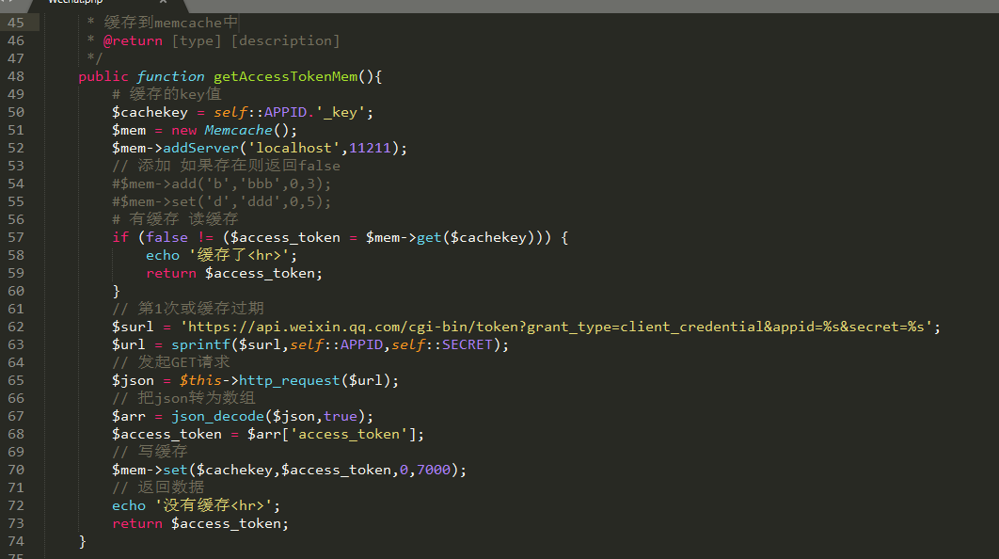 Wechat.php
45 * 缓存到memcache中
46 * @return [type] [description]
47 */
48 public function getAccessTokenMem(){
49 # 缓存的key值
50 $cachekey = self::APPID.'_key';
51 $mem = new Memcache();
52 $mem->addServer('localhost',11211);
53 // 添加 如果存在则返回false
54 #$mem->add('b','bbb',0,3);
55 #$mem->set('d','ddd',0,5);
56 # 有缓存 读缓存
57 if (false != ($access_token = $mem->get($cachekey))) {
58 echo '缓存了<hr>';
59 return $access_token;
60 }
61 // 第1次或缓存过期
62 $surl = 'https://api.weixin.qq.com/cgi-bin/token?grant_type=client_credential&appid=%s&secret=%s';
63 $url = sprintf($surl,self::APPID,self::SECRET);
64 // 发起GET请求
65 $json = $this->http_request($url);
66 // 把json转为数组
67 $arr = json_decode($json,true);
68 $access_token = $arr['access_token'];
69 // 写缓存
70 $mem->set($cachekey,$access_token,0,7000);
71 // 返回数据
72 echo '没有缓存<hr>';
73 return $access_token;
74 }
75